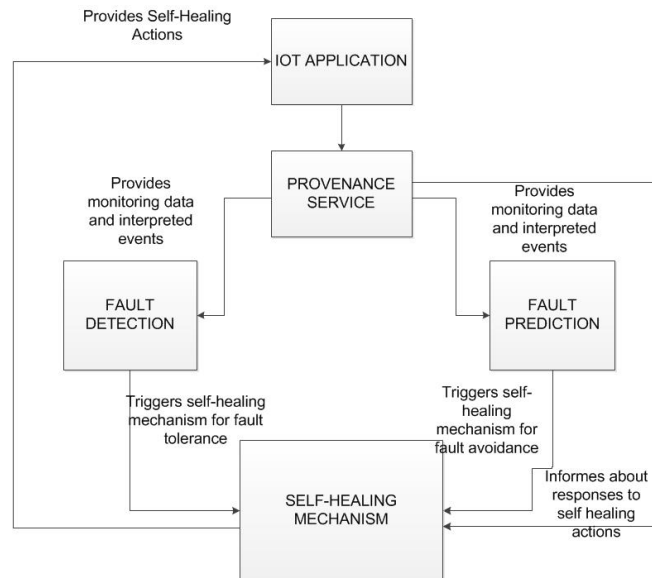 Provides Self-Healing
Actions
IOT APPLICATION
PROVENANCE
SERVICE
Provides
monitoring data
and interpreted
events
Provides
monitoring data
and interpreted
events
FAULT
DETECTION
FAULT
PREDICTION
Triggers self-healing
mechanism for fault
tolerance
Triggers self-
healing
mechanism for
fault avoidance
Informes about
responses to
self healing
actions
SELF-HEALING
MECHANISM